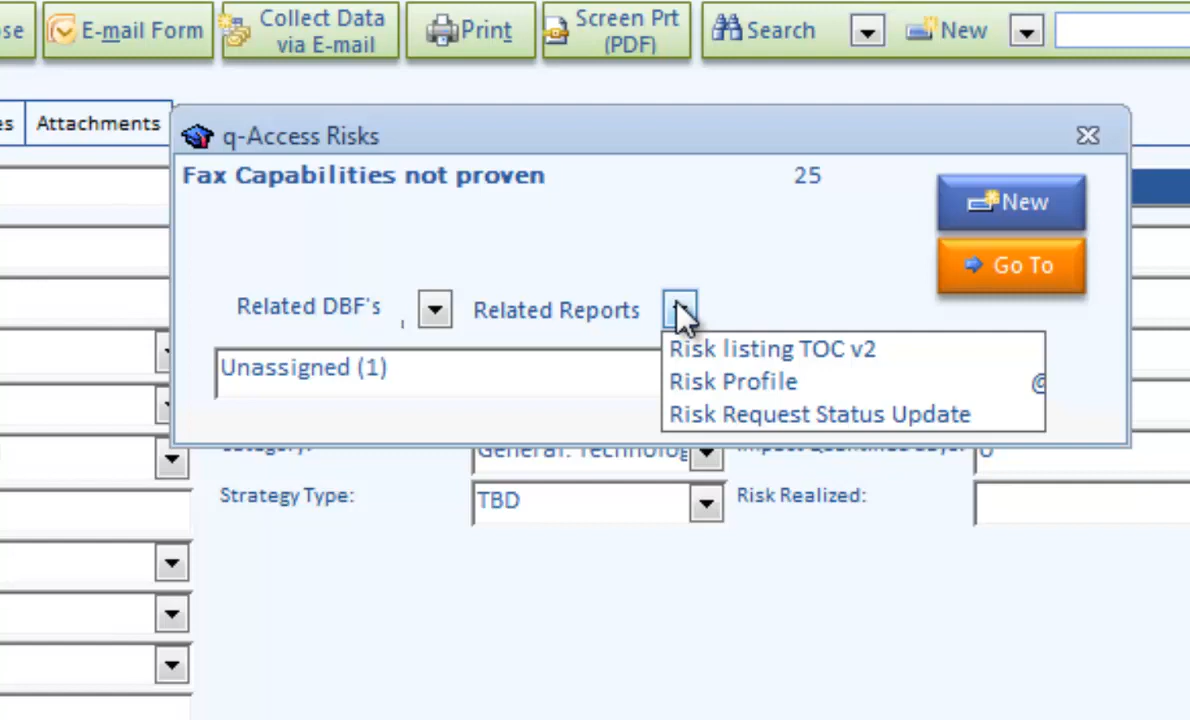 E-mail Form
Collect Data
via E-mail
Print
Screen Prt
(PDF)
Search
New
Attachments
q-Access Risks
Fax Capabilities not proven 25
New
Go To
Related DBF's
Related Reports
Unassigned (1)
Risk listing TOC v2
Risk Profile @
Risk Request Status Update
Strategy Type:
TBD
Risk Realized: